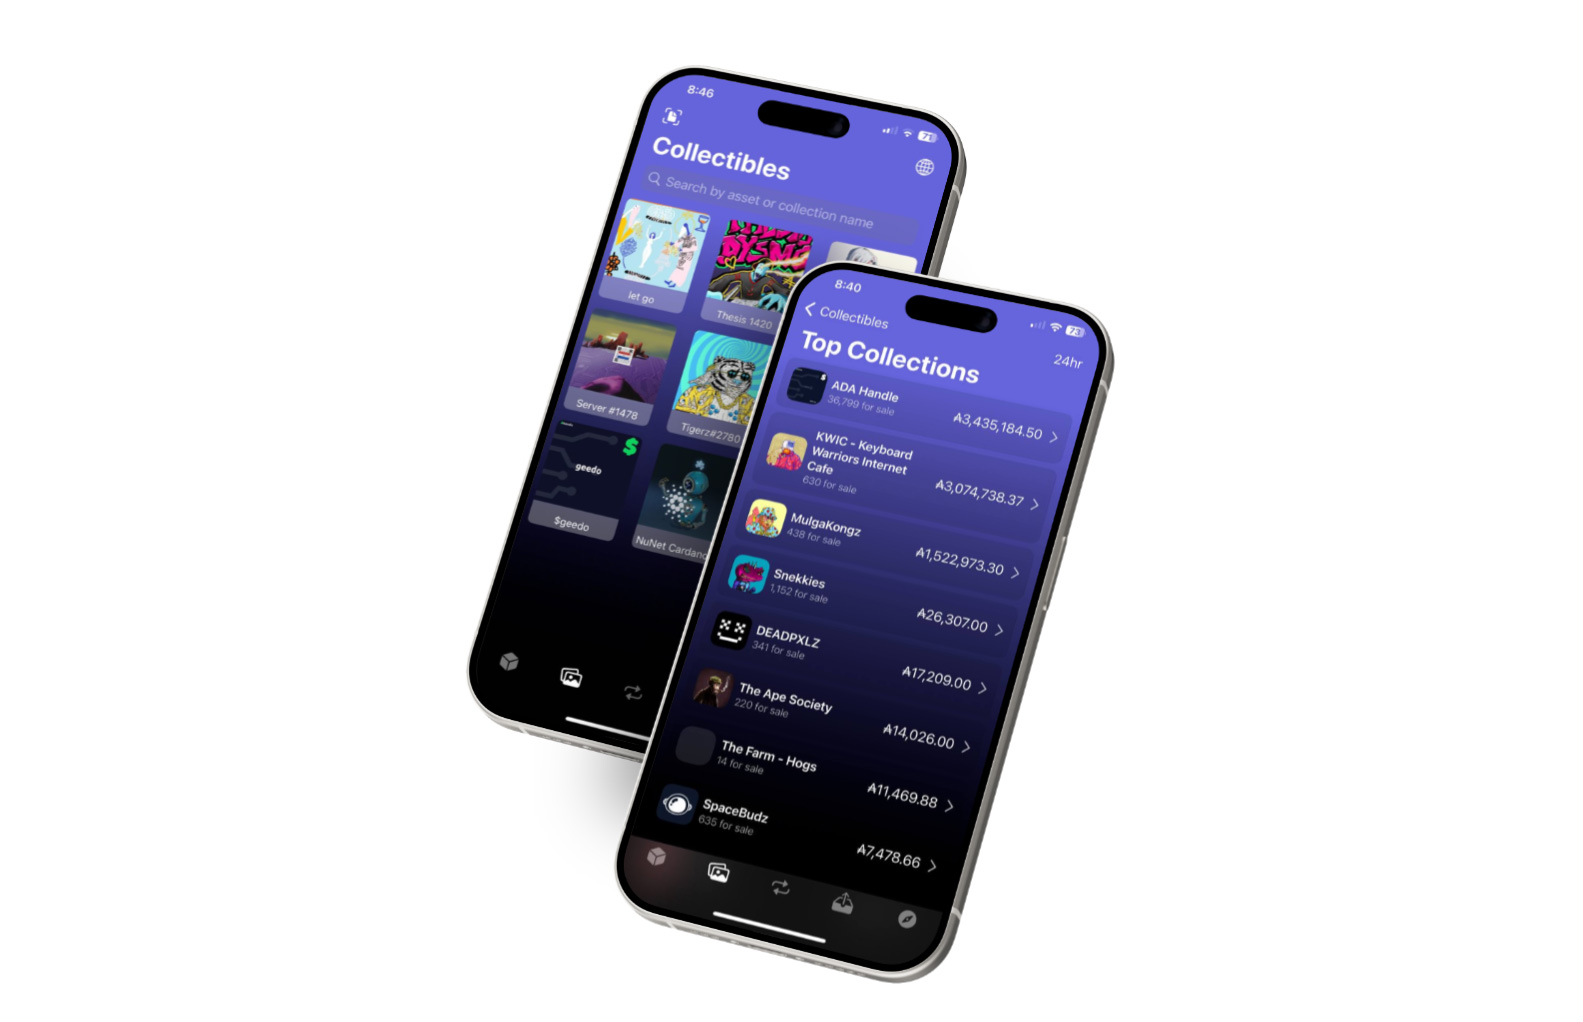 8:46
71
Collectibles
Search by asset or collection name
let go
Thesis 1420
Server #1478
Tigerz#2780
$
geedo
$geedo
NuNet Cardano
8:40
73
Collectibles
24hr
Top Collections
ADA Handle
36,799 for sale
₳3,435,184.50
KWIC - Keyboard
Warriors Internet
Cafe
630 for sale
₳3,074,738.37
MulgaKongz
438 for sale
₳1,522,973.30
Snekkies
1,152 for sale
₳26,307.00
DEADPXLZ
341 for sale
₳17,209.00
The Ape Society
220 for sale
₳14,026.00
The Farm - Hogs
14 for sale
₳11,469.88
SpaceBudz
635 for sale
₳7,478.66